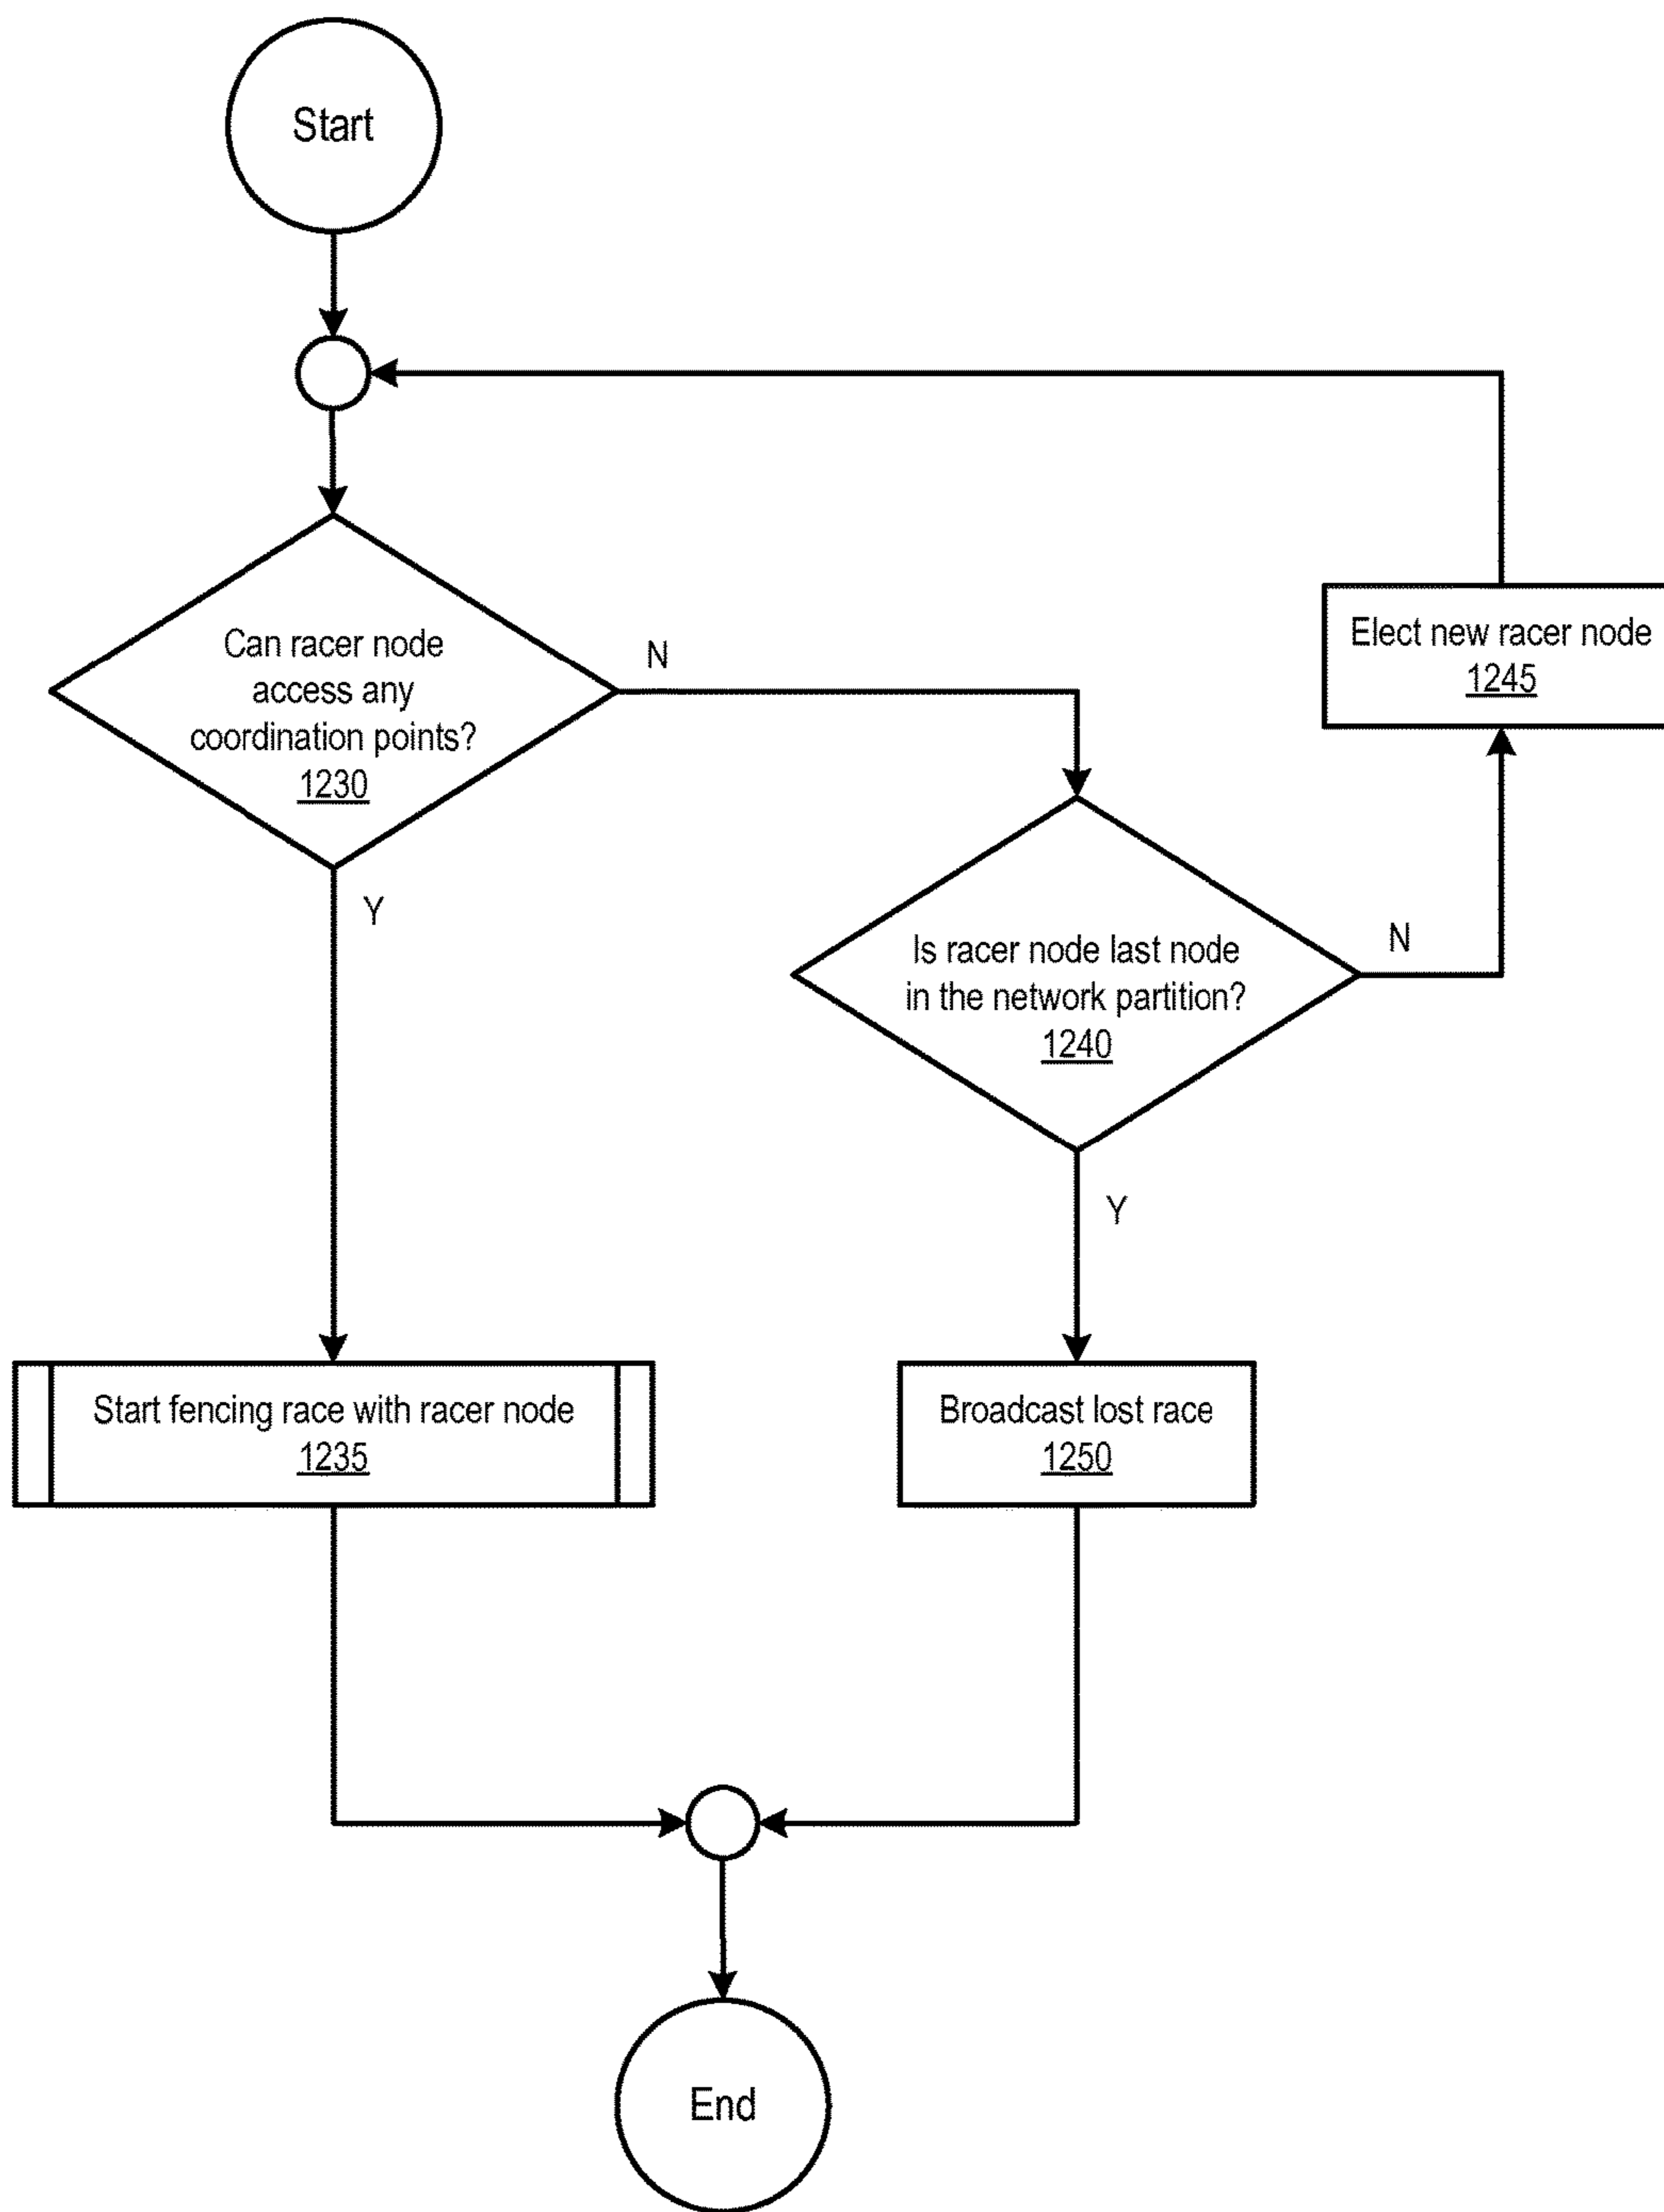 Start
Can racer node
access any
coordination points?
1230
N
Y
Elect new racer node
1245
Is racer node last node
in the network partition?
1240
N
Y
Start fencing race with racer node
1235
Broadcast lost race
1250
End